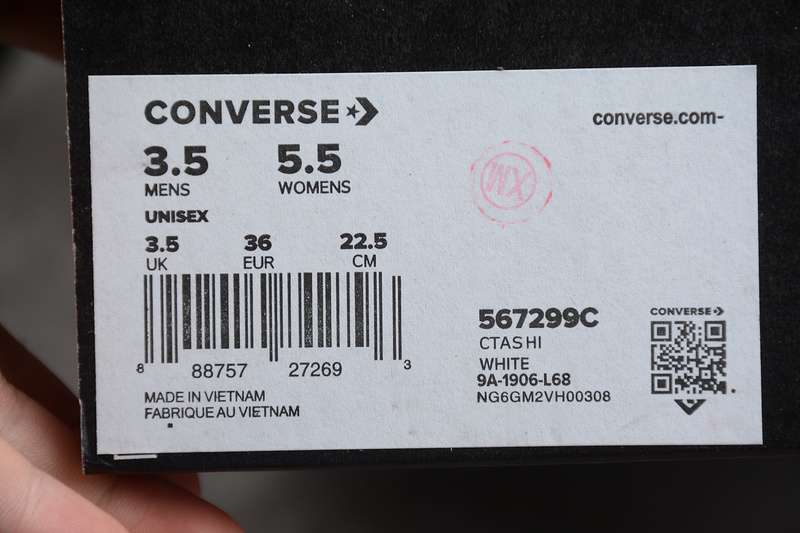 CONVERSE
converse.com-
3.5 5.5
MENS WOMENS
UNISEX
3.5 36 22.5
UK EUR CM
8 88757 27269 3
MADE IN VIETNAM
FABRIQUE AU VIETNAM
567299C
CTAS HI
WHITE
9A-1906-L68
NG6GM2VH00308
CONVERSE